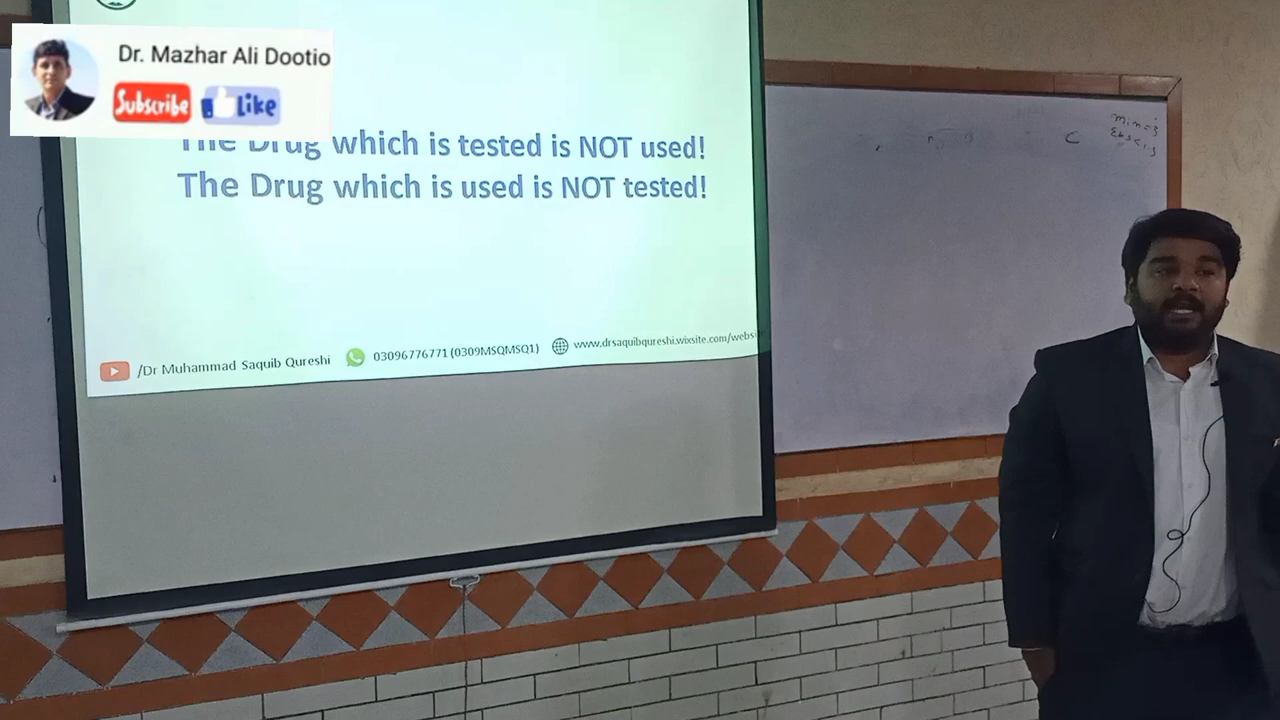 Dr. Mazhar Ali Dootio
Subscribe Like
The Drug which is tested is NOT used!
The Drug which is used is NOT tested!
/Dr Muhammad Saquib Qureshi 03096776771 (0309MSQMSQ1) www.drsaquibqureshi.wixsite.com/webs
C